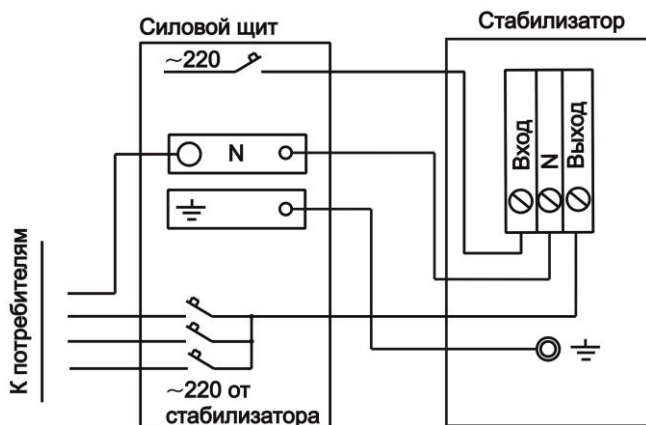 Силовой щит
Стабилизатор
~220
N
Вход
N
Выход
К потребителям
~220 от
стабилизатора